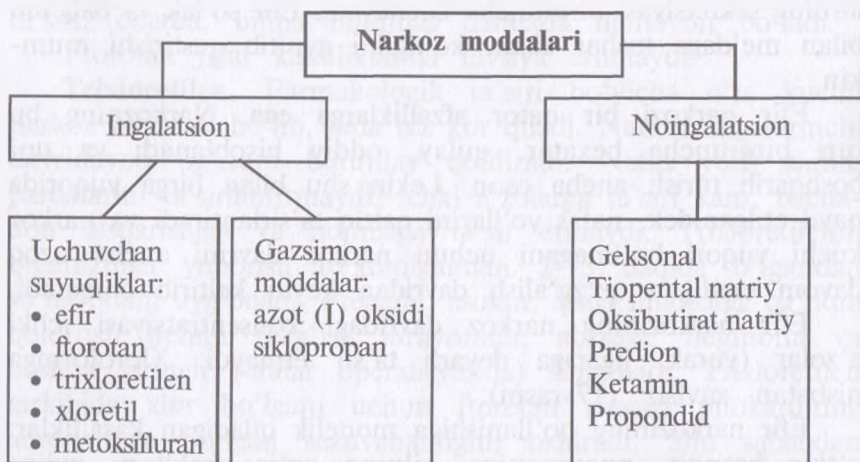 Narkoz moddalari
Ingalatsion
Noingalatsion
Uchuvchan
suyuqliklar:
• efir
• ftorotan
• trixloretilen
• xloretil
• metoksifluran
Gazsimon
moddalar:
azot (I) oksidi
siklopropan
Geksonal
Tiopental natriy
Oksibutirat natriy
Predion
Ketamin
Propondid